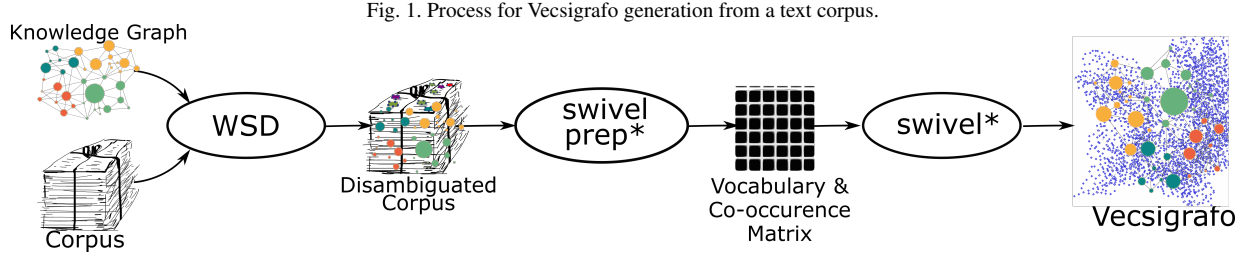 Fig. 1. Process for Vecsigrafo generation from a text corpus.
Knowledge Graph
Corpus
WSD
Disambiguated
Corpus
swivel
prep*
Vocabulary &
Co-occurence
Matrix
swivel*
Vecsigrafo